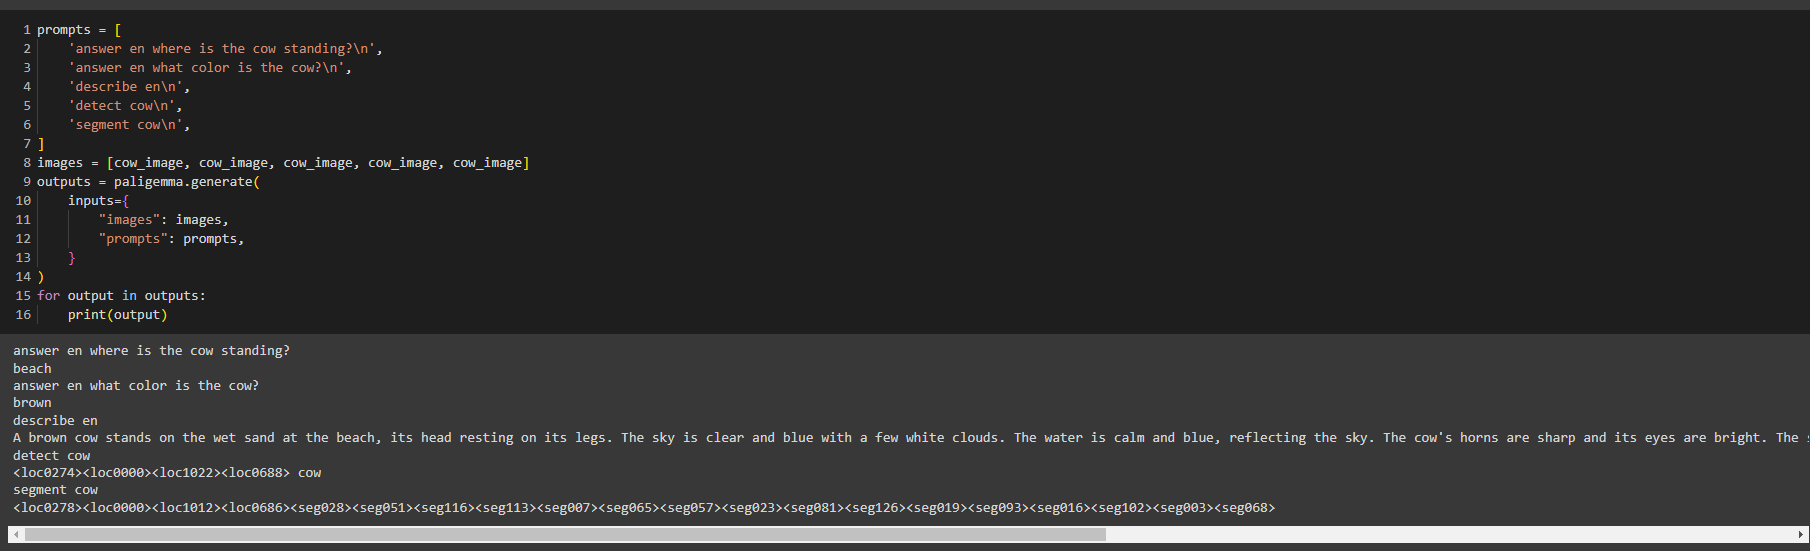 1 prompts = [
2     'answer en where is the cow standing?\n',
3     'answer en what color is the cow?\n',
4     'describe en\n',
5     'detect cow\n',
6     'segment cow\n',
7 ]
8 images = [cow_image, cow_image, cow_image, cow_image, cow_image]
9 outputs = paligemma.generate(
10     inputs={
11         "images": images,
12         "prompts": prompts,
13     }
14 )
15 for output in outputs:
16     print(output)
answer en where is the cow standing?
beach
answer en what color is the cow?
brown
describe en
A brown cow stands on the wet sand at the beach, its head resting on its legs. The sky is clear and blue with a few white clouds. The water is calm and blue, reflecting the sky. The cow's horns are sharp and its eyes are bright. The
detect cow
<loc0274><loc0000><loc1022><loc0688> cow
segment cow
<loc0278><loc0000><loc1012><loc0686><seg028><seg051><seg116><seg113><seg007><seg065><seg057><seg023><seg081><seg126><seg019><seg093><seg016><seg102><seg003><seg068>